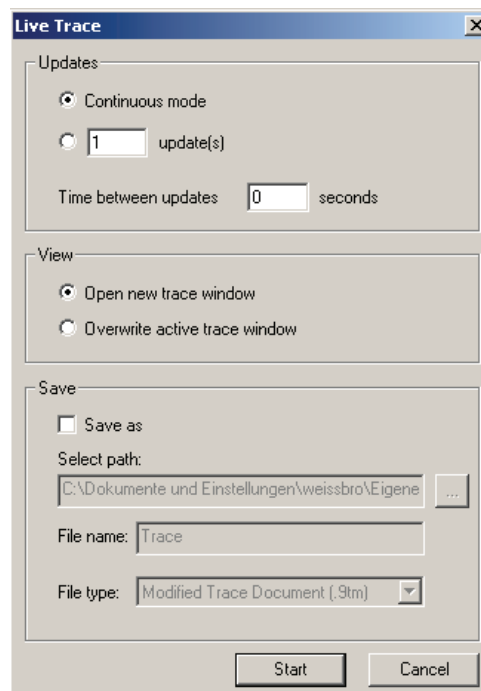 Live Trace
Updates
Continuous mode
1 update(s)
Time between updates 0 seconds
View
Open new trace window
Overwrite active trace window
Save
Save as
Select path:
C:\Dokumente und Einstellungen\weissbro\Eigene ...
File name: Trace
File type: Modified Trace Document (.9tm)
Start Cancel